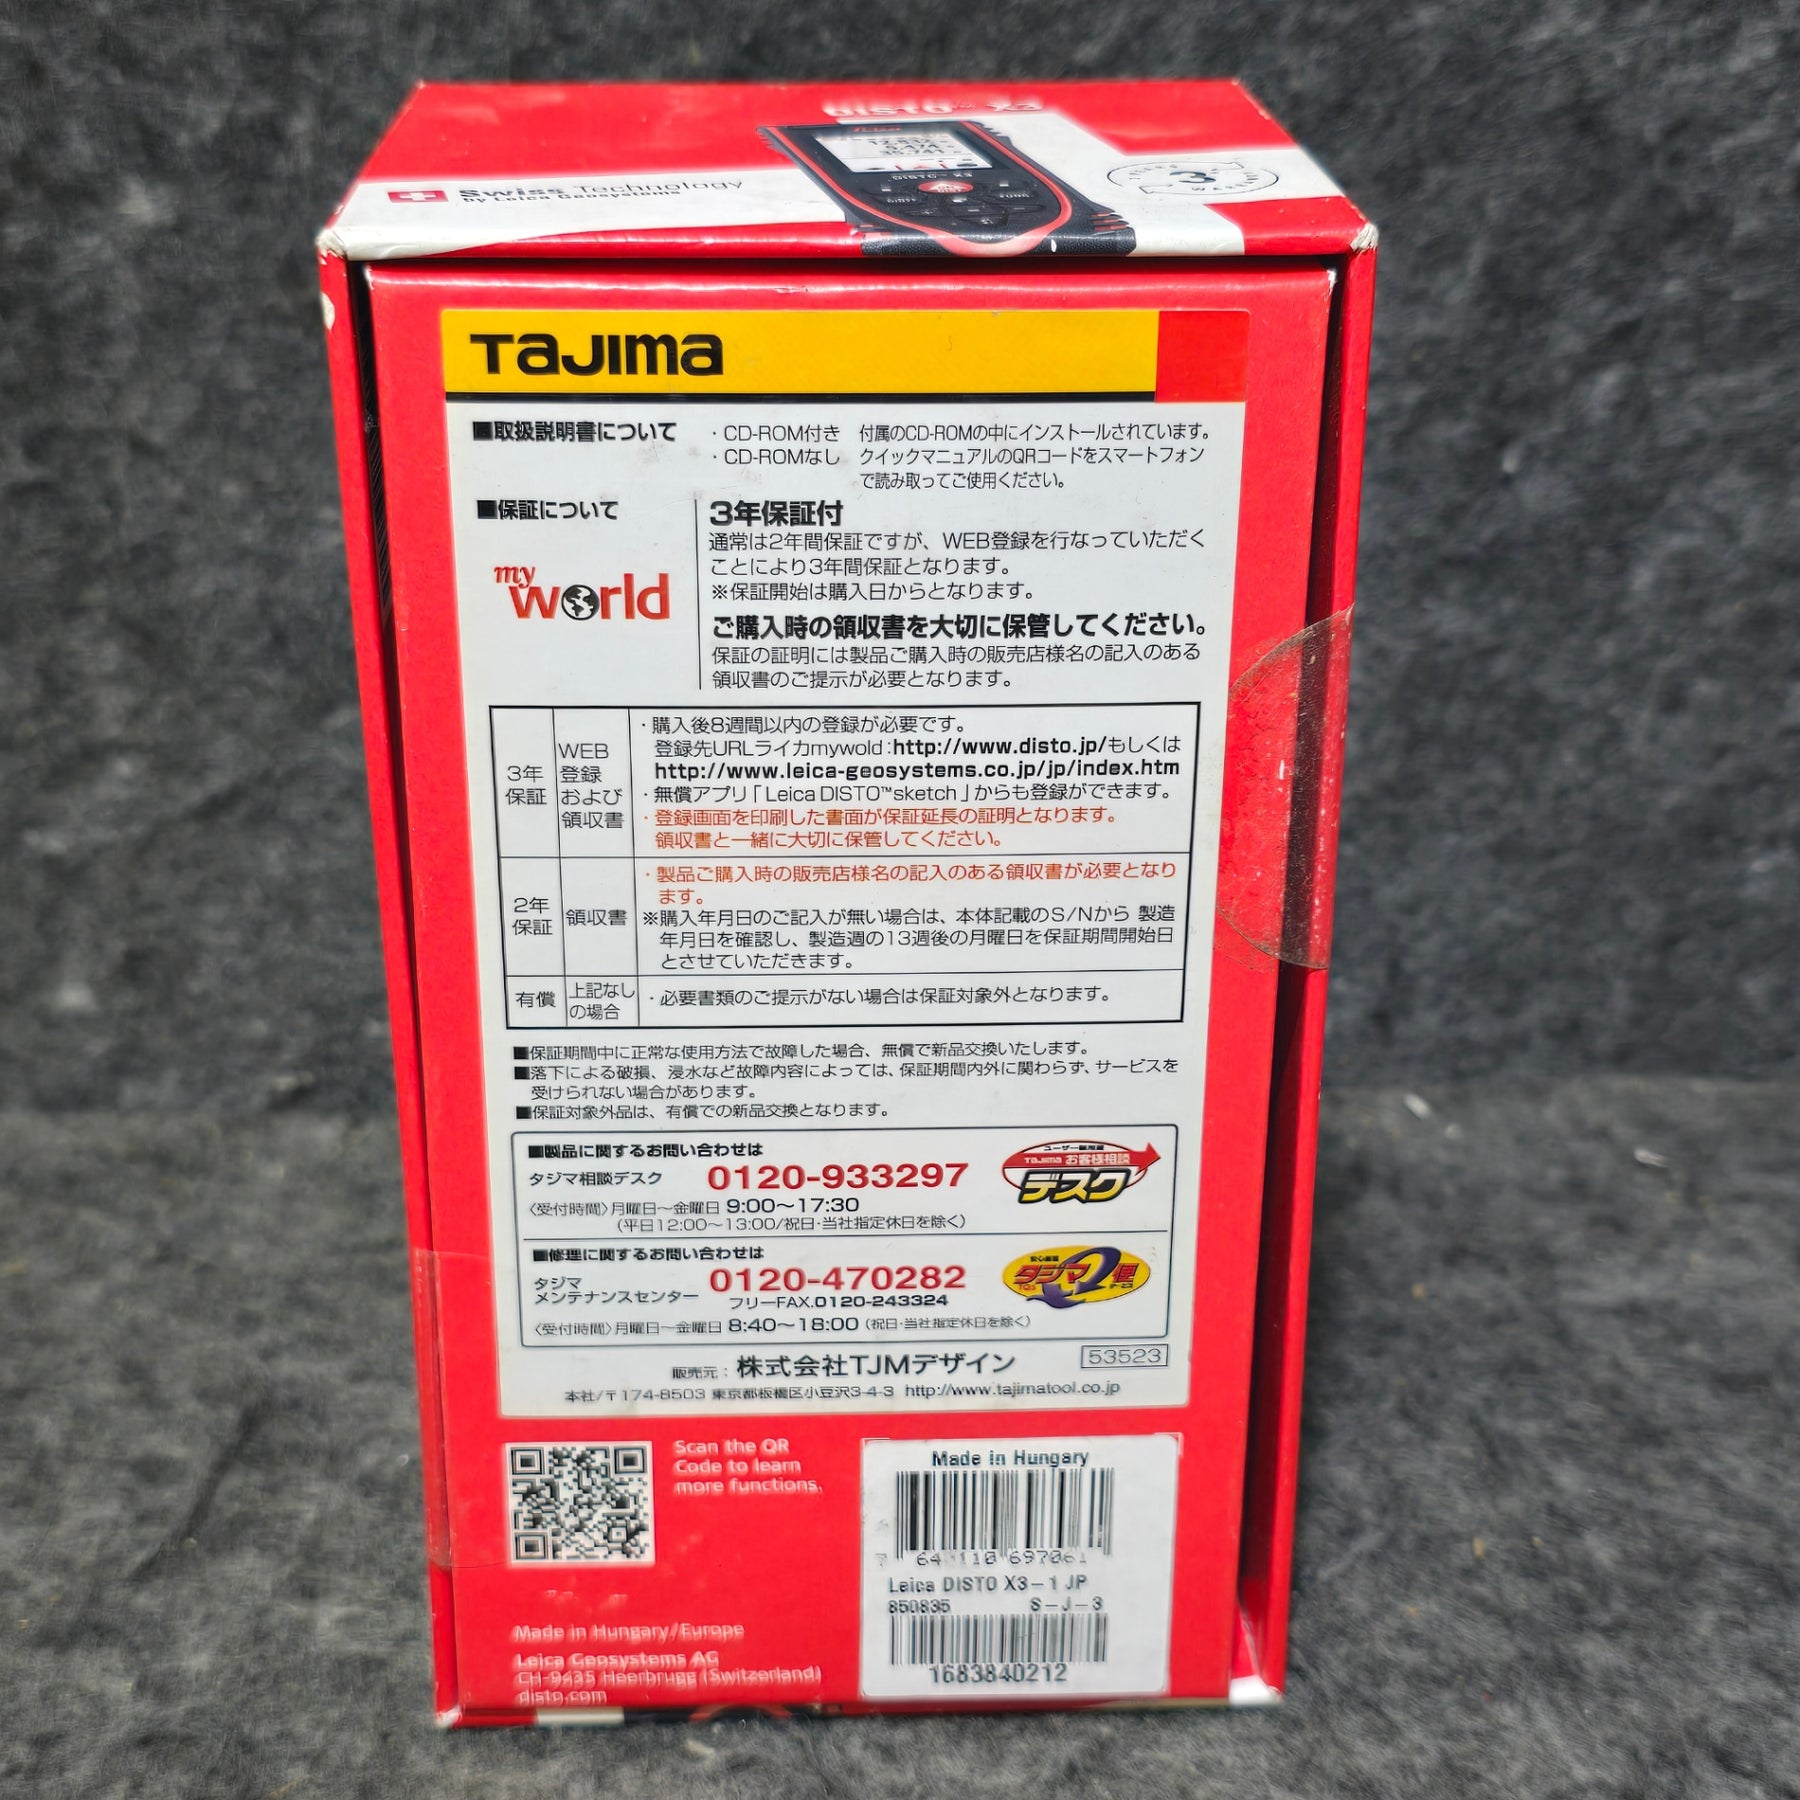 DISTO™ X3
Swiss Technology
by Leica Geosystems
DISTO™ X3
3
TAJIMA
■取扱説明書について
・CD-ROM付き 付属のCD-ROMの中にインストールされています。
・CD-ROMなし クイックマニュアルのQRコードをスマートフォン
で読み取ってご使用ください。
■保証について
my world
3年保証付
通常は2年間保証ですが、WEB登録を行なっていただく
ことにより3年間保証となります。
※保証開始は購入日からとなります。
ご購入時の領収書を大切に保管してください。
保証の証明には製品ご購入時の販売店様名の記入のある
領収書のご提示が必要となります。
3年
保証
WEB
登録
および
領収書
・購入後8週間以内の登録が必要です。
登録先URLライカmywold:http://www.disto.jp/もしくは
http://www.leica-geosystems.co.jp/jp/index.htm
・無償アプリ「Leica DISTO™sketch」からも登録ができます。
・登録画面を印刷した書面が保証延長の証明となります。
領収書と一緒に大切に保管してください。
2年
保証
領収書
・製品ご購入時の販売店様名の記入のある領収書が必要となり
ます。
※購入年月日のご記入が無い場合は、本体記載のS/Nから 製造
年月日を確認し、製造週の13週後の月曜日を保証期間開始日
とさせていただきます。
有償
上記なし
の場合
・必要書類のご提示がない場合は保証対象外となります。
■保証期間中に正常な使用方法で故障した場合、無償で新品交換いたします。
■落下による破損、浸水など故障内容によっては、保証期間内外に関わらず、サービスを
受けられない場合があります。
■保証対象外品は、有償での新品交換となります。
■製品に関するお問い合わせは
タジマ相談デスク 0120-933297
〈受付時間〉月曜日～金曜日 9:00～17:30
(平日12:00～13:00/祝日・当社指定休日を除く)
TAJIMA お客様相談
デスク
■修理に関するお問い合わせは
タジマ
メンテナンスセンター 0120-470282
フリーFAX.0120-243324
〈受付時間〉月曜日～金曜日 8:40～18:00 (祝日・当社指定休日を除く)
タジマ 便
販売元:株式会社TJMデザイン 53523
本社/〒174-8503 東京都板橋区小豆沢3-4-3 http://www.tajimatool.co.jp
Scan the QR
Code to learn
more functions.
Made in Hungary/Europe
Leica Geosystems AG
CH-9435 Heerbrugg (Switzerland)
disto.com
Made in Hungary
Leica DISTO X3-1 JP
850835 S-J-3
1683840212